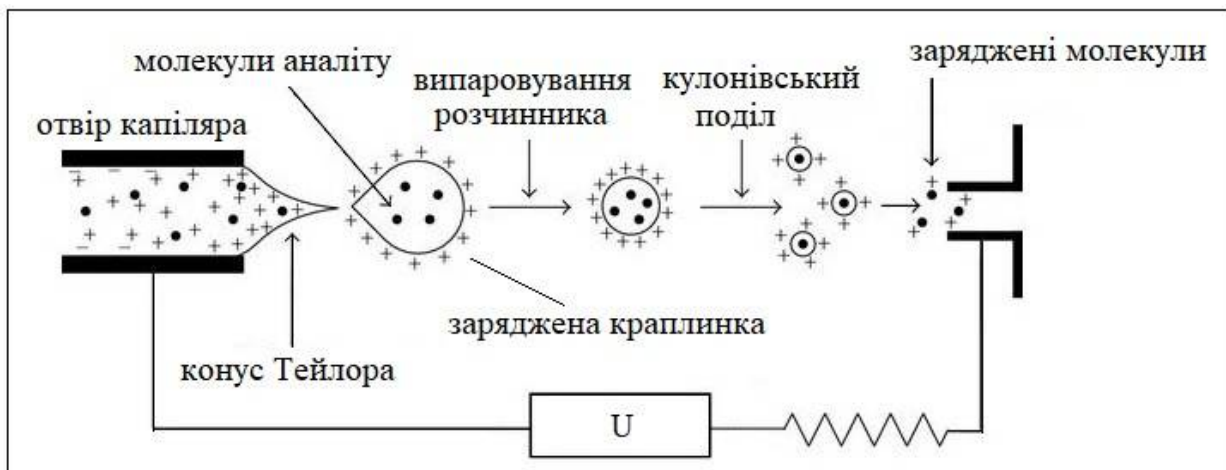 молекули аналіту
заряджені молекули
випаровування
розчинника
кулонівський
поділ
отвір капіляра
заряджена краплинка
конус Тейлора
U